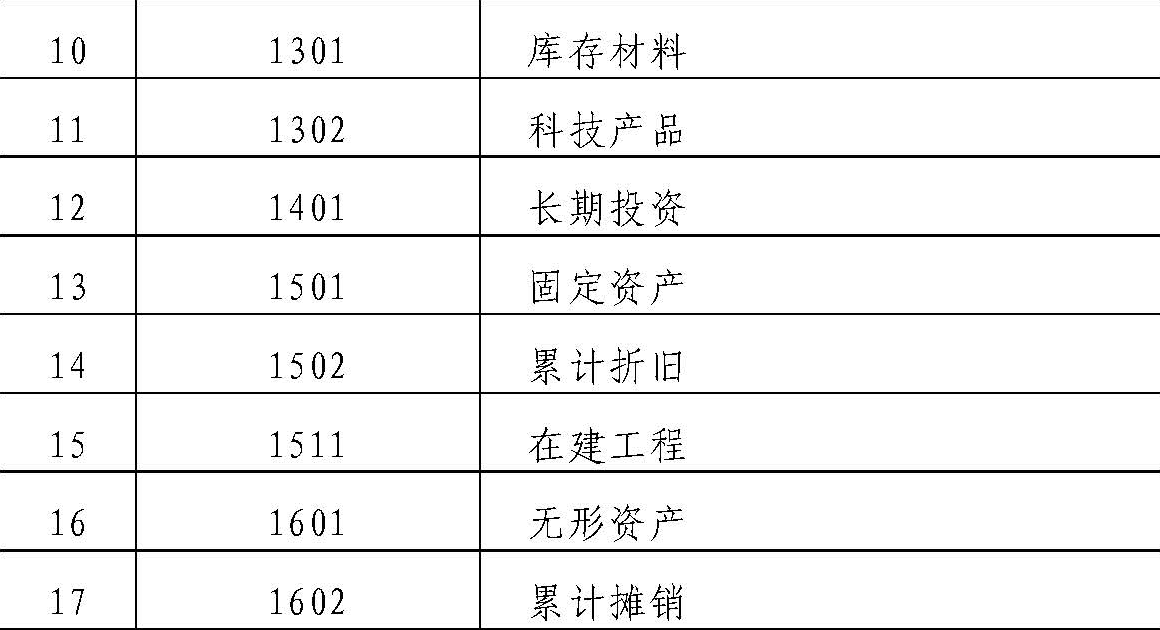 10 1301 库存材料
11 1302 科技产品
12 1401 长期投资
13 1501 固定资产
14 1502 累计折旧
15 1511 在建工程
16 1601 无形资产
17 1602 累计摊销